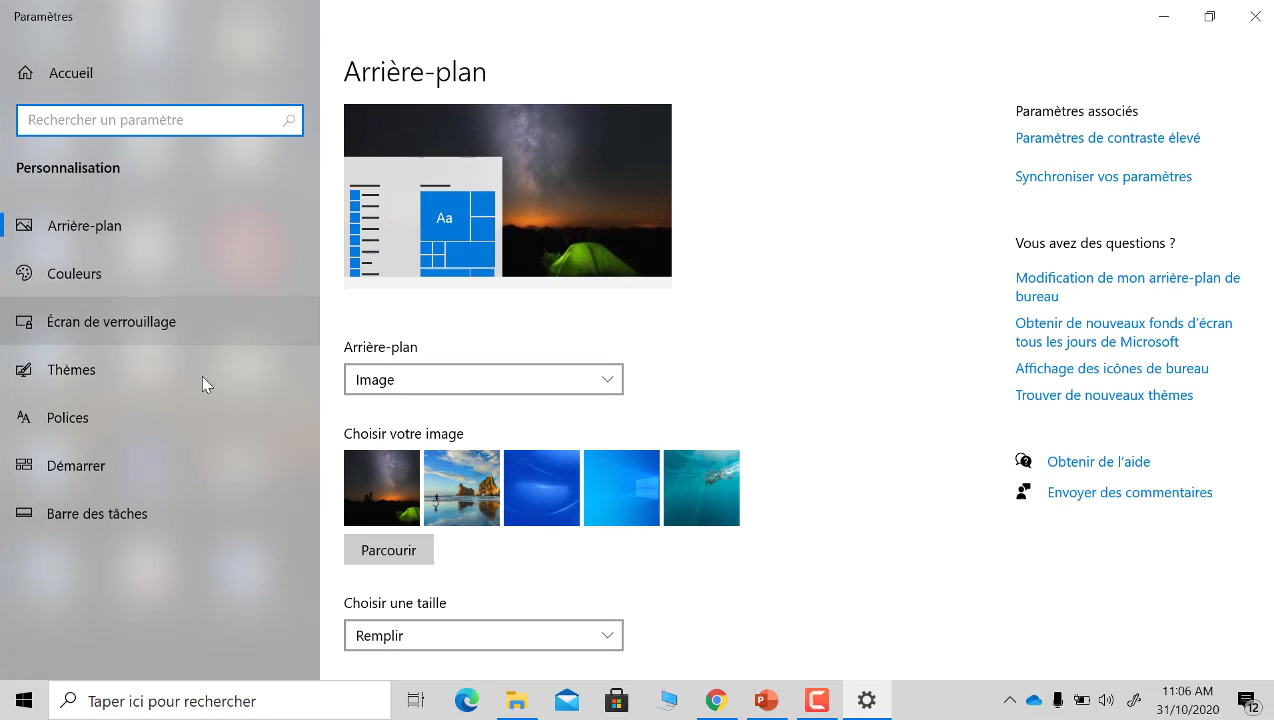 Paramètres
Accueil
Rechercher un paramètre
Personnalisation
Arrière-plan
Couleurs
Écran de verrouillage
Thèmes
Polices
Démarrer
Barre des tâches
Arrière-plan
Aa
Arrière-plan
Image
Choisir votre image
Parcourir
Choisir une taille
Remplir
Paramètres associés
Paramètres de contraste élevé
Synchroniser vos paramètres
Vous avez des questions ?
Modification de mon arrière-plan de
bureau
Obtenir de nouveaux fonds d'écran
tous les jours de Microsoft
Affichage des icônes de bureau
Trouver de nouveaux thèmes
Obtenir de l'aide
Envoyer des commentaires
Taper ici pour rechercher
11:06 AM
31/10/2020
12